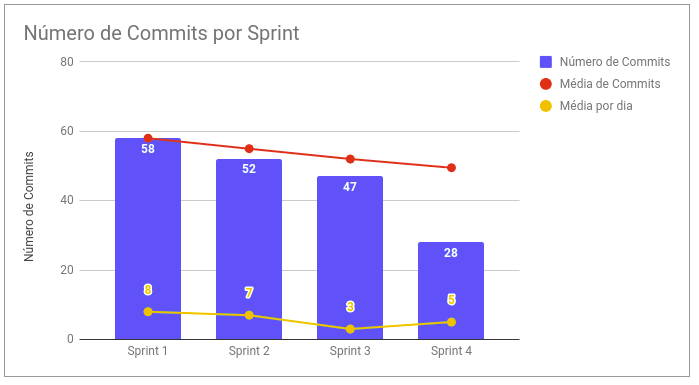 Número de Commits por Sprint
Número de Commits
Média de Commits
Média por dia
Número de Commits
80
60
40
20
0
58
52
47
28
8
7
3
5
Sprint 1
Sprint 2
Sprint 3
Sprint 4